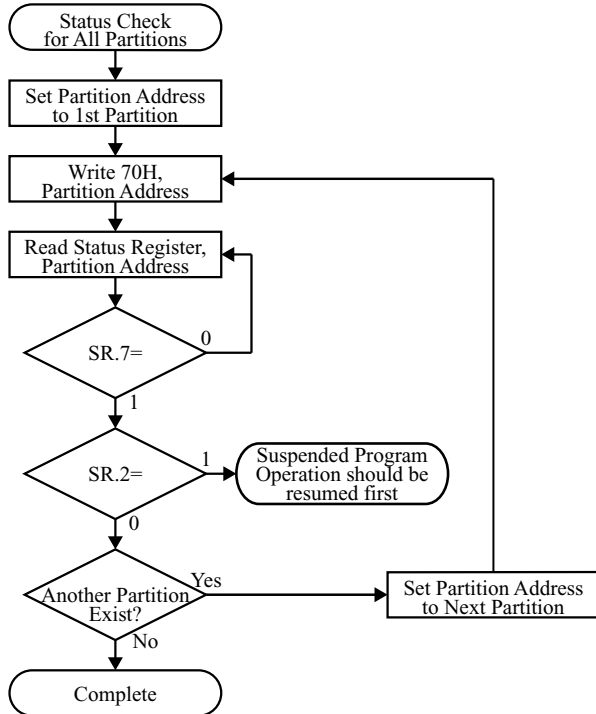 Status Check
for All Partitions
Set Partition Address
to 1st Partition
Write 70H,
Partition Address
Read Status Register,
Partition Address
SR.7=
0
1
SR.2=
1
Suspended Program
Operation should be
resumed first
0
Another Partition
Exist?
Yes
Set Partition Address
to Next Partition
No
Complete